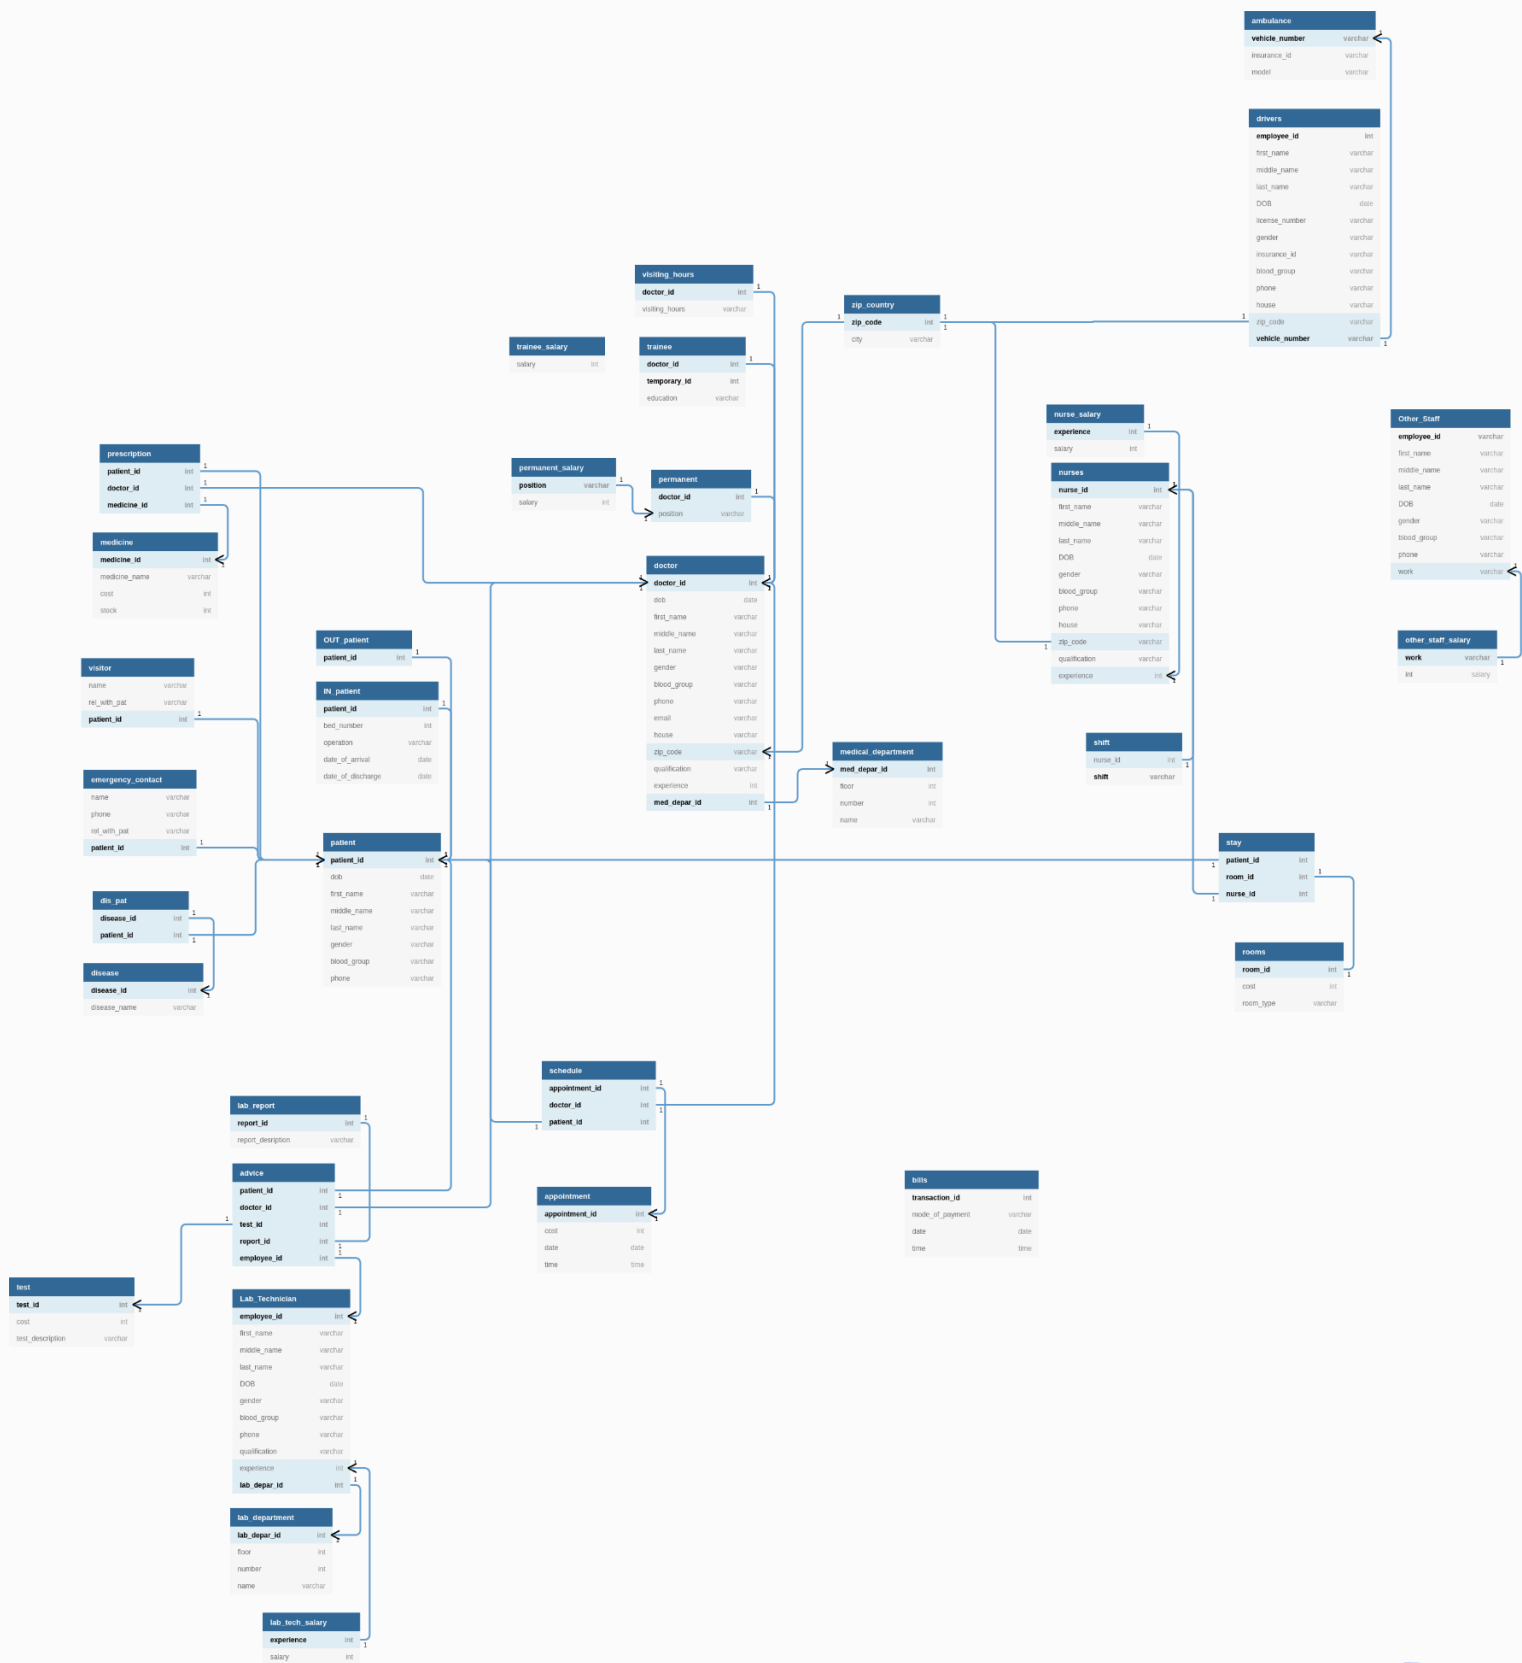 ambulance
vehicle_number varchar
insurance_id varchar
model varchar
drivers
employee_id int
first_name varchar
middle_name varchar
last_name varchar
DOB date
license_number varchar
gender varchar
insurance_id varchar
blood_group varchar
phone varchar
house varchar
zip_code varchar
vehicle_number varchar
visiting_hours
doctor_id int
visiting_hours varchar
zip_country
zip_code int
city varchar
trainee_salary
salary int
trainee
doctor_id int
temporary_id int
education varchar
nurse_salary
experience int
salary int
nurses
nurse_id int
first_name varchar
middle_name varchar
last_name varchar
DOB date
gender varchar
blood_group varchar
phone varchar
house varchar
zip_code varchar
qualification varchar
experience int
Other_Staff
employee_id varchar
first_name varchar
middle_name varchar
last_name varchar
DOB date
gender varchar
blood_group varchar
phone varchar
work varchar
other_staff_salary
work varchar
int salary
prescription
patient_id int
doctor_id int
medicine_id int
medicine
medicine_id int
medicine_name varchar
cost int
stock int
permanent_salary
position varchar
salary int
permanent
doctor_id int
position varchar
doctor
doctor_id int
dob date
first_name varchar
middle_name varchar
last_name varchar
gender varchar
blood_group varchar
phone varchar
email varchar
house varchar
zip_code varchar
qualification varchar
experience int
med_depar_id int
OUT_patient
patient_id int
IN_patient
patient_id int
bed_number int
operation varchar
date_of_arrival date
date_of_discharge date
visitor
name varchar
rel_with_pat varchar
patient_id int
emergency_contact
name varchar
phone varchar
rel_with_pat varchar
patient_id int
medical_department
med_depar_id int
floor int
number int
name varchar
shift
nurse_id int
shift varchar
patient
patient_id int
dob date
first_name varchar
middle_name varchar
last_name varchar
gender varchar
blood_group varchar
phone varchar
stay
patient_id int
room_id int
nurse_id int
dis_pat
disease_id int
patient_id int
disease
disease_id int
disease_name varchar
rooms
room_id int
cost int
room_type varchar
schedule
appointment_id int
doctor_id int
patient_id int
lab_report
report_id int
report_desription varchar
advice
patient_id int
doctor_id int
test_id int
report_id int
employee_id int
appointment
appointment_id int
cost int
date date
time time
bills
transaction_id int
mode_of_payment varchar
date date
time time
test
test_id int
cost int
test_description varchar
Lab_Technician
employee_id int
first_name varchar
middle_name varchar
last_name varchar
DOB date
gender varchar
blood_group varchar
phone varchar
qualification varchar
experience int
lab_depar_id int
lab_department
lab_depar_id int
floor int
number int
name varchar
lab_tech_salary
experience int
salary int